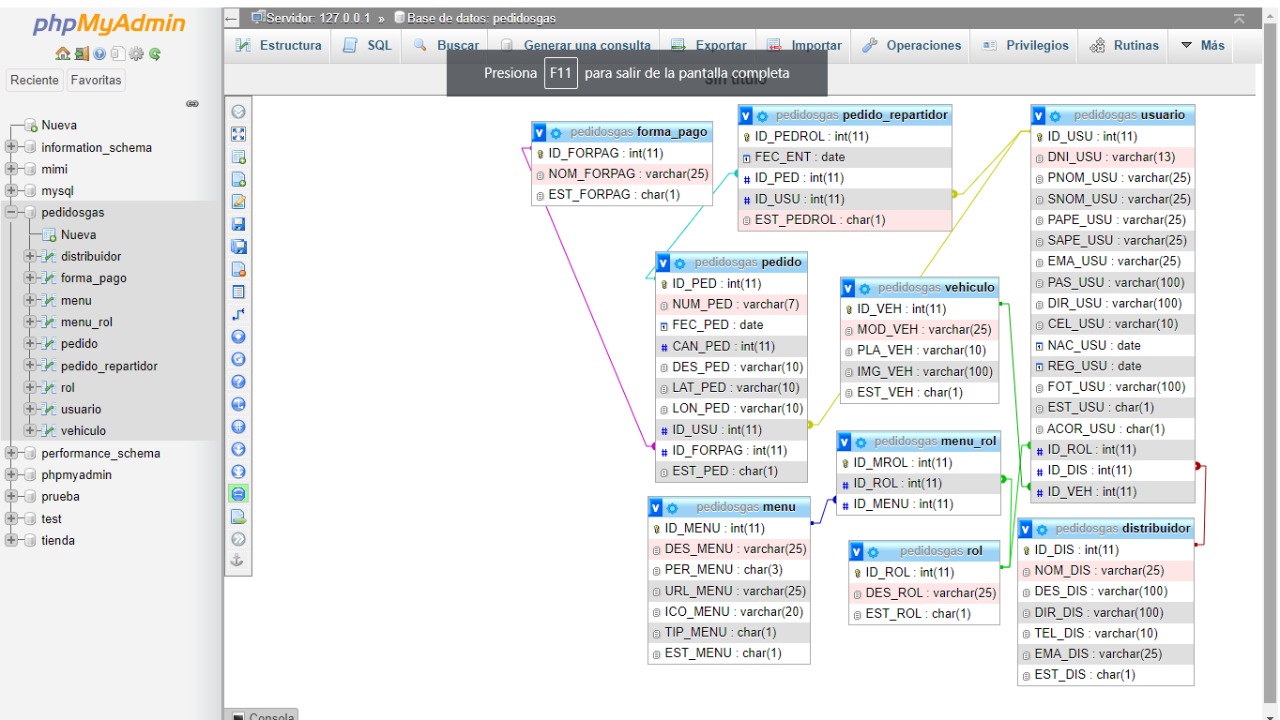 phpMyAdmin
Reciente Favoritas
Nueva
information_schema
mimi
mysql
pedidosgas
Nueva
distribuidor
forma_pago
menu
menu_rol
pedido
pedido_repartidor
rol
usuario
vehiculo
performance_schema
phpmyadmin
prueba
test
tienda
Servidor: 127.0.0.1 » Base de datos: pedidosgas
Estructura SQL Buscar Generar una consulta Exportar Importar Operaciones Privilegios Rutinas Más
Presiona F11 para salir de la pantalla completa
Sin título
pedidosgas forma_pago
ID_FORPAG : int(11)
NOM_FORPAG : varchar(25)
EST_FORPAG : char(1)
pedidosgas pedido_repartidor
ID_PEDROL : int(11)
FEC_ENT : date
ID_PED : int(11)
ID_USU : int(11)
EST_PEDROL : char(1)
pedidosgas usuario
ID_USU : int(11)
DNI_USU : varchar(13)
PNOM_USU : varchar(25)
SNOM_USU : varchar(25)
PAPE_USU : varchar(25)
SAPE_USU : varchar(25)
EMA_USU : varchar(25)
PAS_USU : varchar(100)
DIR_USU : varchar(100)
CEL_USU : varchar(10)
NAC_USU : date
REG_USU : date
FOT_USU : varchar(100)
EST_USU : char(1)
ACOR_USU : char(1)
ID_ROL : int(11)
ID_DIS : int(11)
ID_VEH : int(11)
pedidosgas pedido
ID_PED : int(11)
NUM_PED : varchar(7)
FEC_PED : date
CAN_PED : int(11)
DES_PED : varchar(10)
LAT_PED : varchar(10)
LON_PED : varchar(10)
ID_USU : int(11)
ID_FORPAG : int(11)
EST_PED : char(1)
pedidosgas vehiculo
ID_VEH : int(11)
MOD_VEH : varchar(25)
PLA_VEH : varchar(10)
IMG_VEH : varchar(100)
EST_VEH : char(1)
pedidosgas menu_rol
ID_MROL : int(11)
ID_ROL : int(11)
ID_MENU : int(11)
pedidosgas menu
ID_MENU : int(11)
DES_MENU : varchar(25)
PER_MENU : char(3)
URL_MENU : varchar(25)
ICO_MENU : varchar(20)
TIP_MENU : char(1)
EST_MENU : char(1)
pedidosgas rol
ID_ROL : int(11)
DES_ROL : varchar(25)
EST_ROL : char(1)
pedidosgas distribuidor
ID_DIS : int(11)
NOM_DIS : varchar(25)
DES_DIS : varchar(100)
DIR_DIS : varchar(100)
TEL_DIS : varchar(10)
EMA_DIS : varchar(25)
EST_DIS : char(1)
Consola